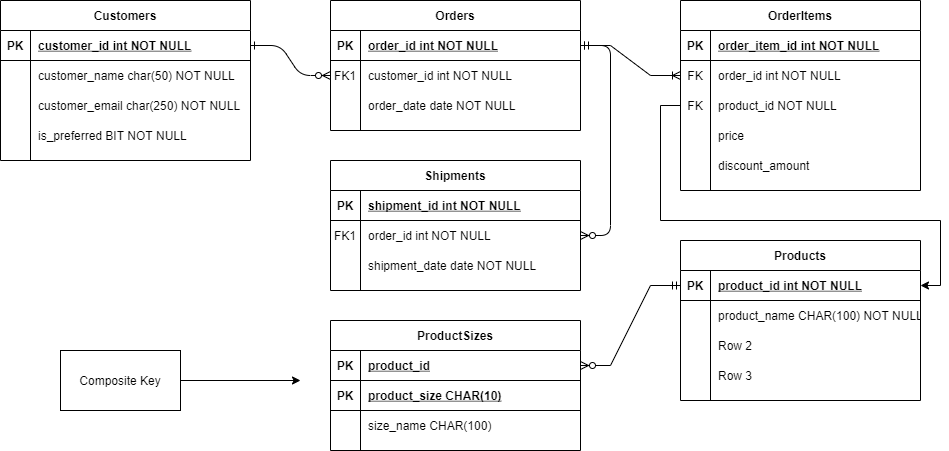 Customers
PK customer_id int NOT NULL
customer_name char(50) NOT NULL
customer_email char(250) NOT NULL
is_preferred BIT NOT NULL
Orders
PK order_id int NOT NULL
FK1 customer_id int NOT NULL
order_date date NOT NULL
OrderItems
PK order_item_id int NOT NULL
FK order_id int NOT NULL
FK product_id NOT NULL
price
discount_amount
Shipments
PK shipment_id int NOT NULL
FK1 order_id int NOT NULL
shipment_date date NOT NULL
Products
PK product_id int NOT NULL
product_name CHAR(100) NOT NULL
Row 2
Row 3
ProductSizes
PK product_id
PK product_size CHAR(10)
size_name CHAR(100)
Composite Key